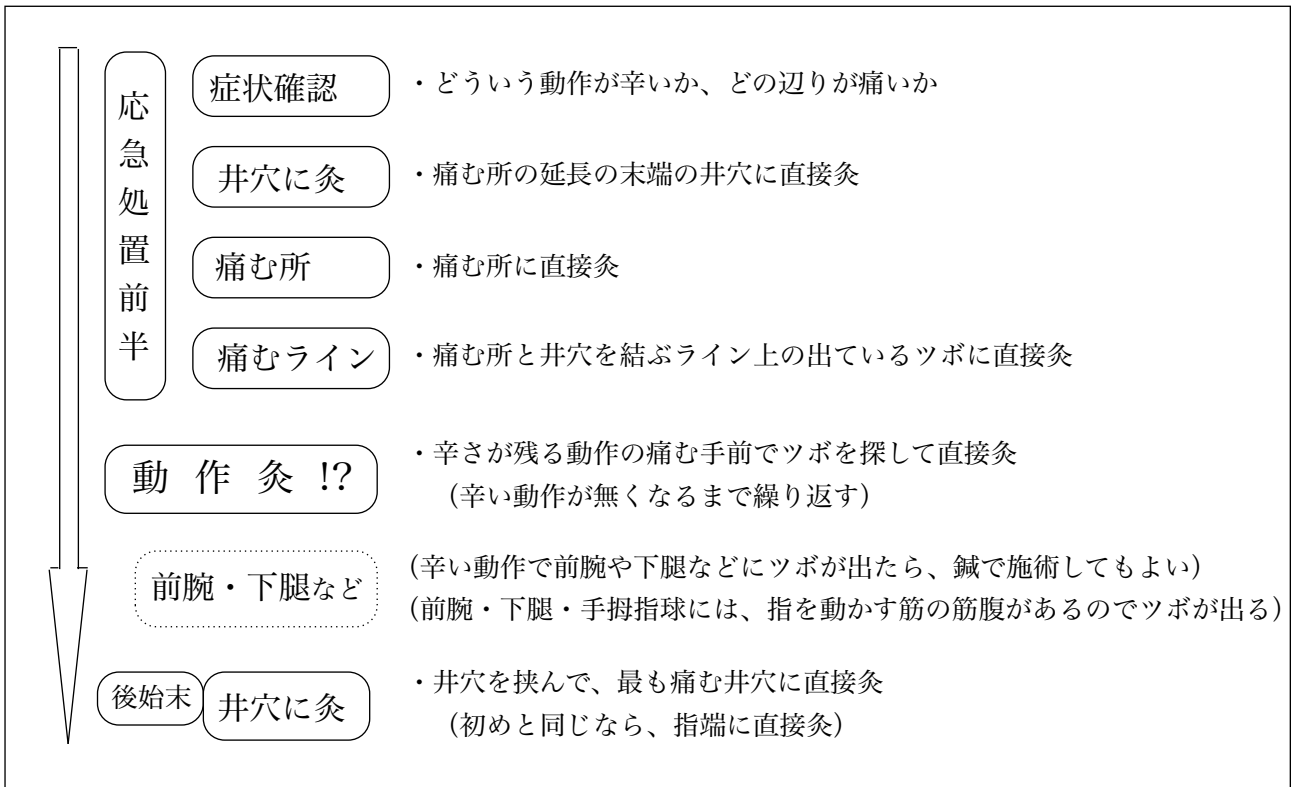 応急処置前半
症状確認
・どういう動作が辛いか、どの辺りが痛いか
井穴に灸
・痛む所の延長の末端の井穴に直接灸
痛む所
・痛む所に直接灸
痛むライン
・痛む所と井穴を結ぶライン上の出ているツボに直接灸
動作灸!?
・辛さが残る動作の痛む手前でツボを探して直接灸
(辛い動作が無くなるまで繰り返す)
前腕・下腿など
(辛い動作で前腕や下腿などにツボが出たら、鍼で施術してもよい)
(前腕・下腿・手拇指球には、指を動かす筋の筋腹があるのでツボが出る)
後始末
井穴に灸
・井穴を挟んで、最も痛む井穴に直接灸
(初めと同じなら、指端に直接灸)